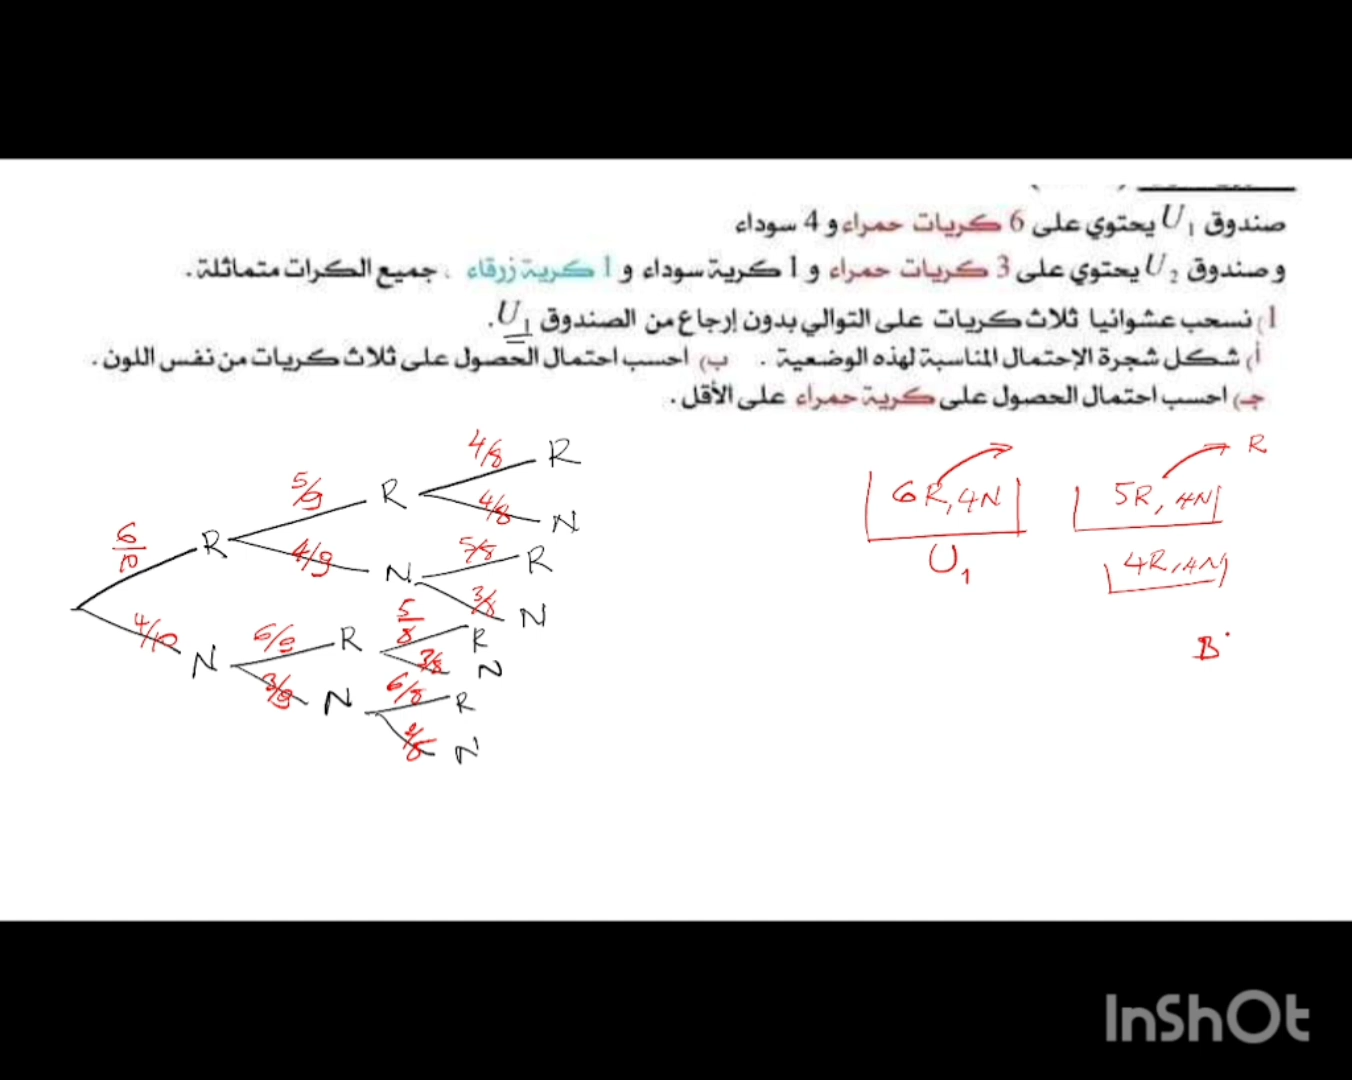 صندوق U₁ يحتوي على 6 كريات حمراء و 4 سوداء
و صندوق U₂ يحتوي على 3 كريات حمراء و 1 كرية سوداء و 1 كرية زرقاء ، جميع الكرات متماثلة .
1) نسحب عشوائيا ثلاث كريات على التوالي بدون إرجاع من الصندوق U₁.
أ) شكل شجرة الإحتمال المناسبة لهذه الوضعية . ب) احسب احتمال الحصول على ثلاث كريات من نفس اللون .
جـ) احسب احتمال الحصول على كرية حمراء على الأقل .
4/8 R
5/9 R
4/8 N
6/10 R
4/9 N
5/8 R
3/8 N
4/10 N
6/9 R
5/8 R
3/8 N
3/9 N
6/8 R
2/8 N
6R, 4N
U₁
5R, 4N R
4R, 4N
B
InShOt